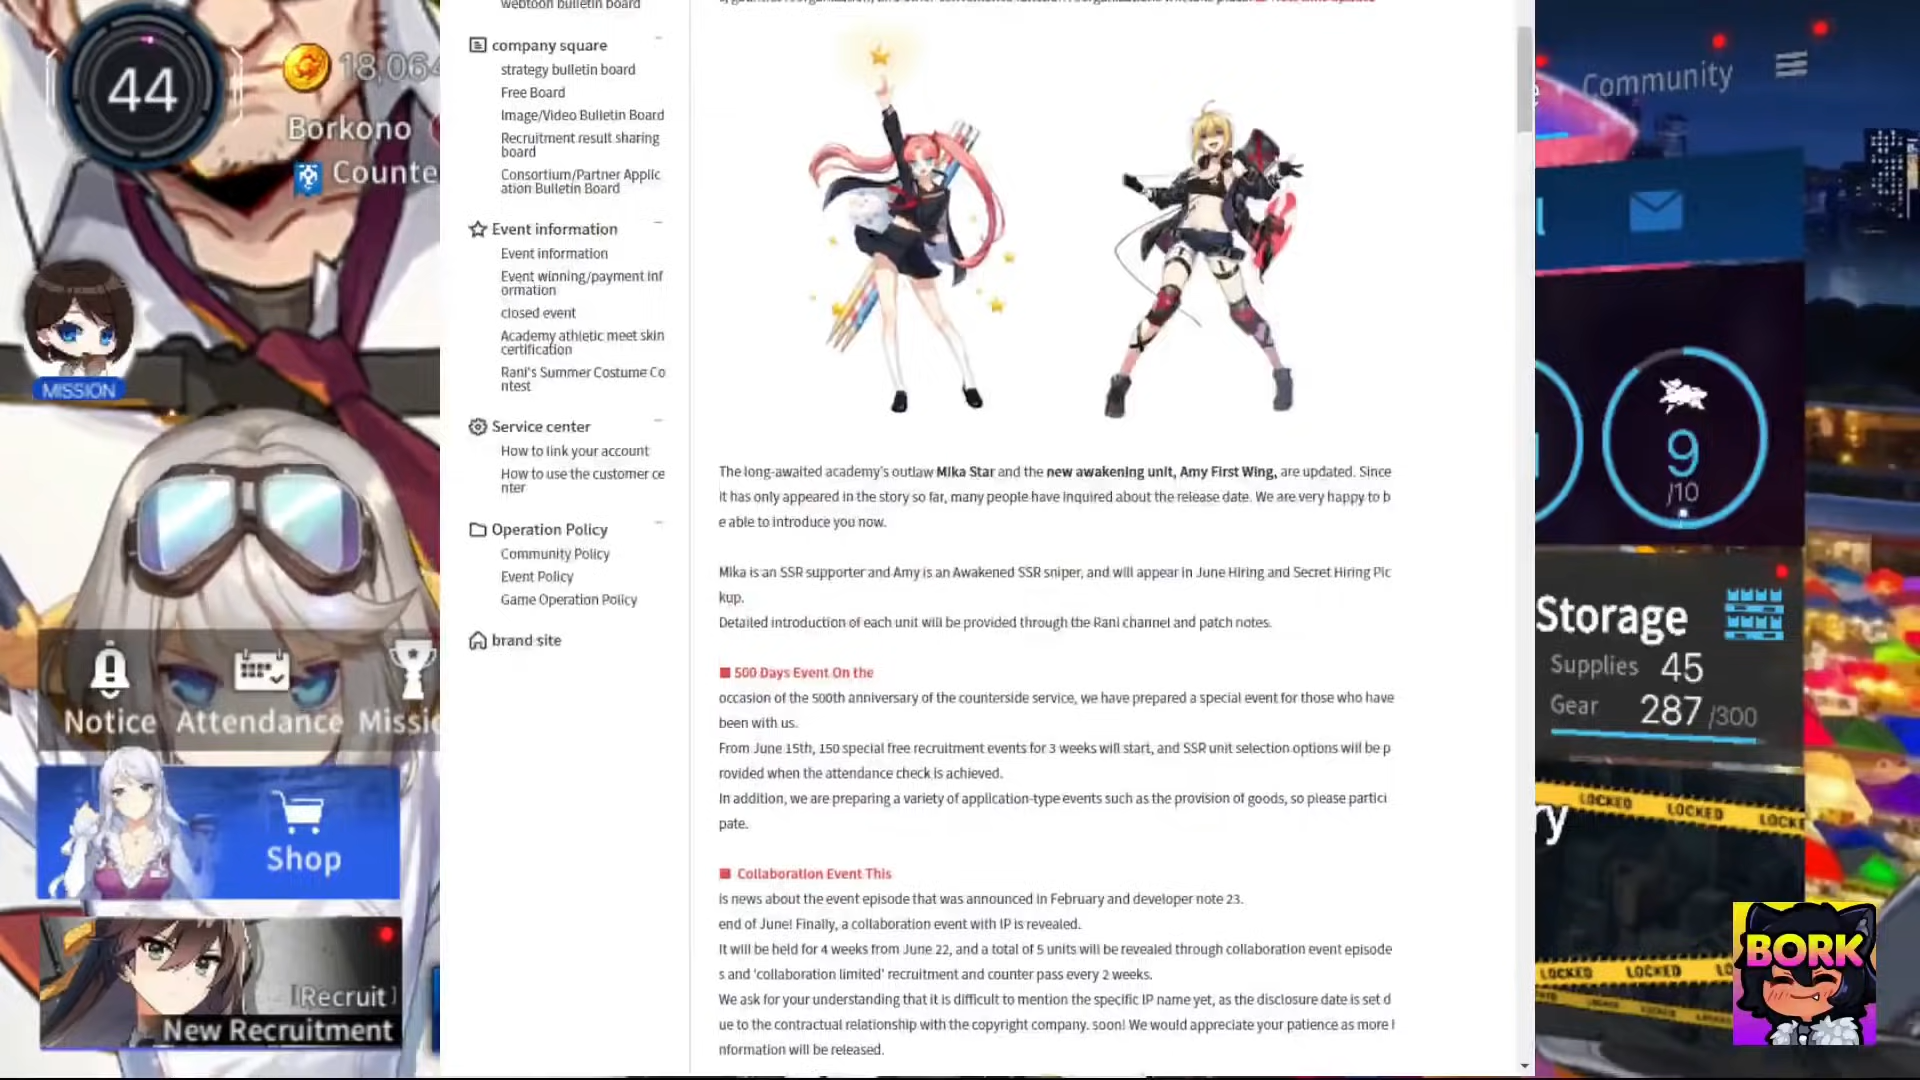 44
18,064
Borkono
Counte
MISSION
Notice
Attendance
Missio
Shop
[Recruit]
New Recruitment
webtoon bulletin board
company square
strategy bulletin board
Free Board
Image/Video Bulletin Board
Recruitment result sharing
board
Consortium/Partner Applic
ation Bulletin Board
Event information
Event information
Event winning/payment inf
ormation
closed event
Academy athletic meet skin
certification
Rani's Summer Costume Co
ntest
Service center
How to link your account
How to use the customer ce
nter
Operation Policy
Community Policy
Event Policy
Game Operation Policy
brand site
The long-awaited academy's outlaw Mika Star and the new awakening unit, Amy First Wing, are updated. Since
it has only appeared in the story so far, many people have inquired about the release date. We are very happy to b
e able to introduce you now.
Mika is an SSR supporter and Amy is an Awakened SSR sniper, and will appear in June Hiring and Secret Hiring Pic
kup.
Detailed introduction of each unit will be provided through the Rani channel and patch notes.
500 Days Event On the
occasion of the 500th anniversary of the counterside service, we have prepared a special event for those who have
been with us.
From June 15th, 150 special free recruitment events for 3 weeks will start, and SSR unit selection options will be p
rovided when the attendance check is achieved.
In addition, we are preparing a variety of application-type events such as the provision of goods, so please partici
pate.
Collaboration Event This
is news about the event episode that was announced in February and developer note 23.
end of June! Finally, a collaboration event with IP is revealed.
It will be held for 4 weeks from June 22, and a total of 5 units will be revealed through collaboration event episode
s and 'collaboration limited' recruitment and counter pass every 2 weeks.
We ask for your understanding that it is difficult to mention the specific IP name yet, as the disclosure date is set d
ue to the contractual relationship with the copyright company. soon! We would appreciate your patience as more i
nformation will be released.
Community
9
/10
Storage
Supplies 45
Gear 287 /300
LOCKED LOCKED LOCKE
ry
LOCKED LOCKED LO
BORK